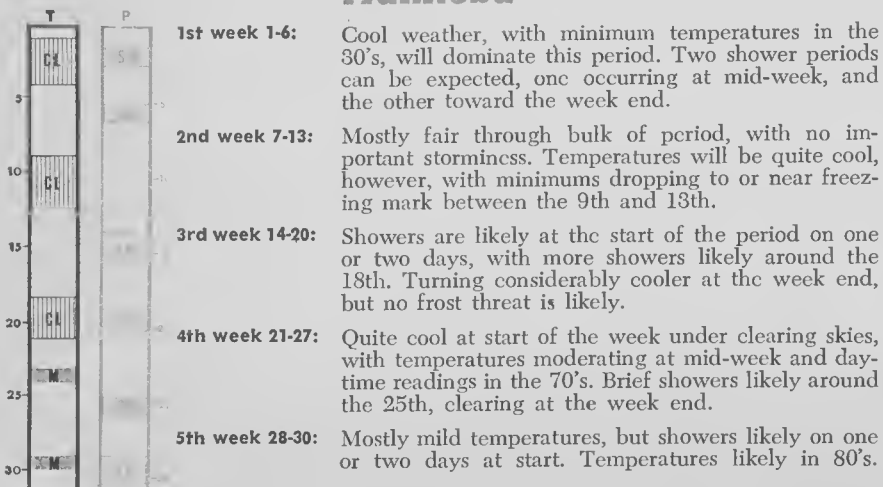 T P
1st week 1-6: Cool weather, with minimum temperatures in the
30's, will dominate this period. Two shower periods
can be expected, one occurring at mid-week, and
the other toward the week end.
2nd week 7-13: Mostly fair through bulk of period, with no im-
portant storminess. Temperatures will be quite cool,
however, with minimums dropping to or near freez-
ing mark between the 9th and 13th.
3rd week 14-20: Showers are likely at the start of the period on one
or two days, with more showers likely around the
18th. Turning considerably cooler at the week end,
but no frost threat is likely.
4th week 21-27: Quite cool at start of the week under clearing skies,
with temperatures moderating at mid-week and day-
time readings in the 70's. Brief showers likely around
the 25th, clearing at the week end.
5th week 28-30: Mostly mild temperatures, but showers likely on one
or two days at start. Temperatures likely in 80's.
CL
5
10
CL
15
20
CL
M
25
30
M
S